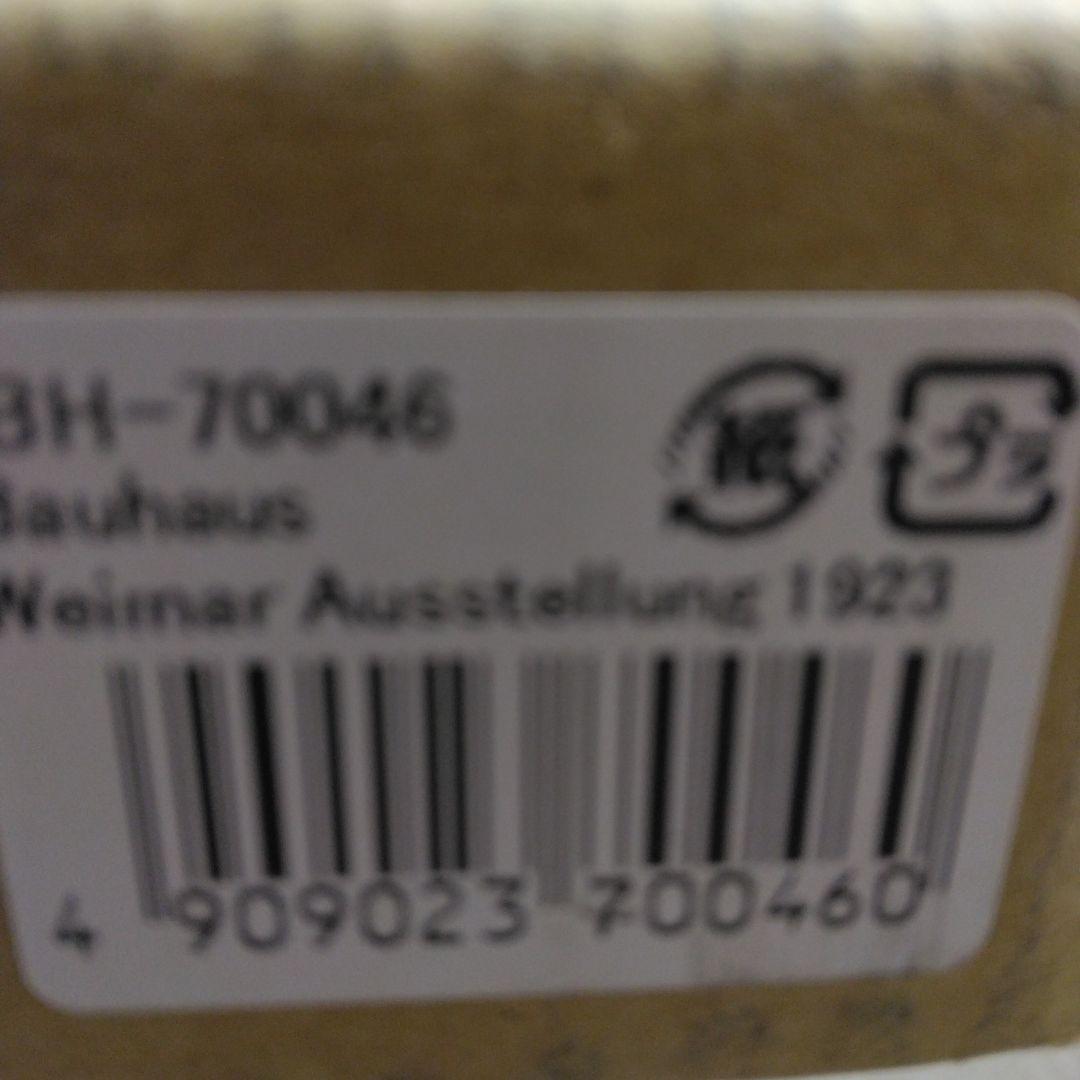 BH-70046
紙
プラ
Bauhaus
Weimar Ausstellung 1923
4 909023 700460